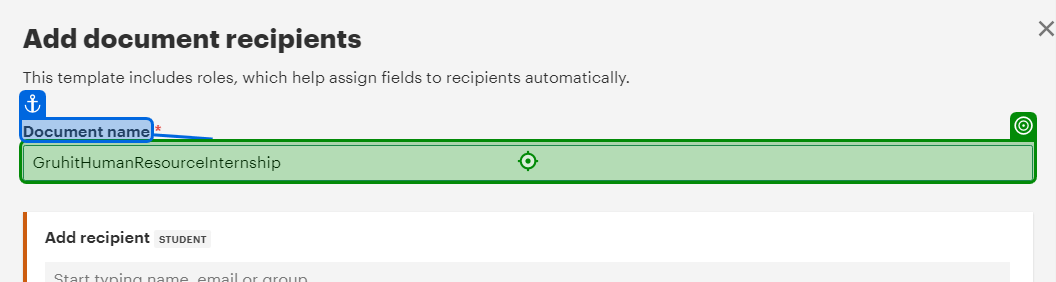 Add document recipients
This template includes roles, which help assign fields to recipients automatically.
Document name *
GruhitHumanResourceInternship
Add recipient STUDENT
Start typing name, email or group